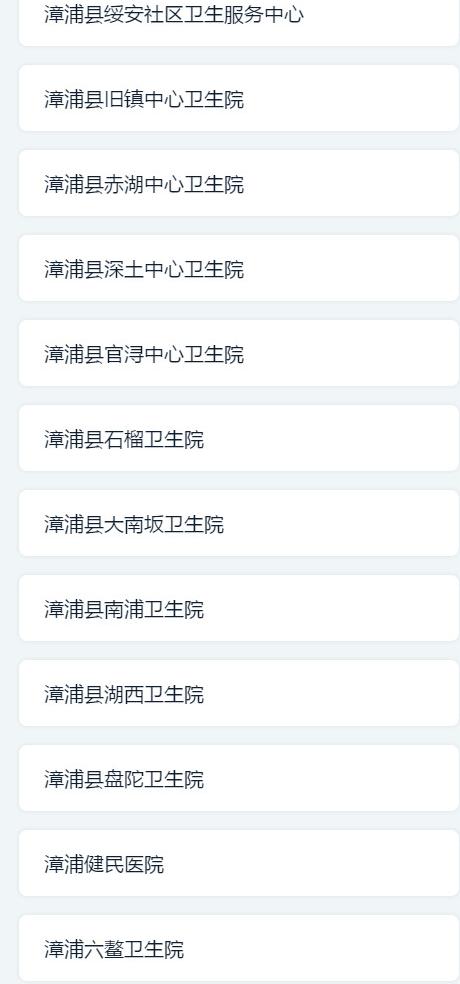 漳浦县绥安社区卫生服务中心
漳浦县旧镇中心卫生院
漳浦县赤湖中心卫生院
漳浦县深土中心卫生院
漳浦县官浔中心卫生院
漳浦县石榴卫生院
漳浦县大南坂卫生院
漳浦县南浦卫生院
漳浦县湖西卫生院
漳浦县盘陀卫生院
漳浦健民医院
漳浦六鳌卫生院